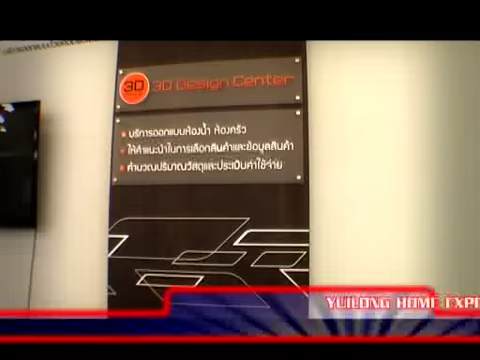 3D 3D Design Center
บริการออกแบบห้องน้ำ ห้องครัว
ให้คำแนะนำในการเลือกสินค้าและข้อมูลสินค้า
คำนวณปริมาณวัสดุและประเมินค่าใช้จ่าย
YUILONG HOME EXP